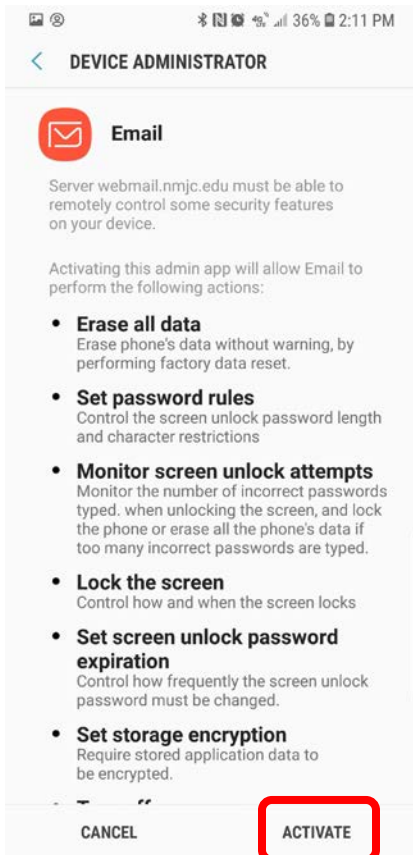 36% 2:11 PM
DEVICE ADMINISTRATOR
Email
Server webmail.nmjc.edu must be able to
remotely control some security features
on your device.
Activating this admin app will allow Email to
perform the following actions:
• Erase all data
Erase phone's data without warning, by
performing factory data reset.
• Set password rules
Control the screen unlock password length
and character restrictions
• Monitor screen unlock attempts
Monitor the number of incorrect passwords
typed. when unlocking the screen, and lock
the phone or erase all the phone's data if
too many incorrect passwords are typed.
• Lock the screen
Control how and when the screen locks
• Set screen unlock password
expiration
Control how frequently the screen unlock
password must be changed.
• Set storage encryption
Require stored application data to
be encrypted.
CANCEL ACTIVATE